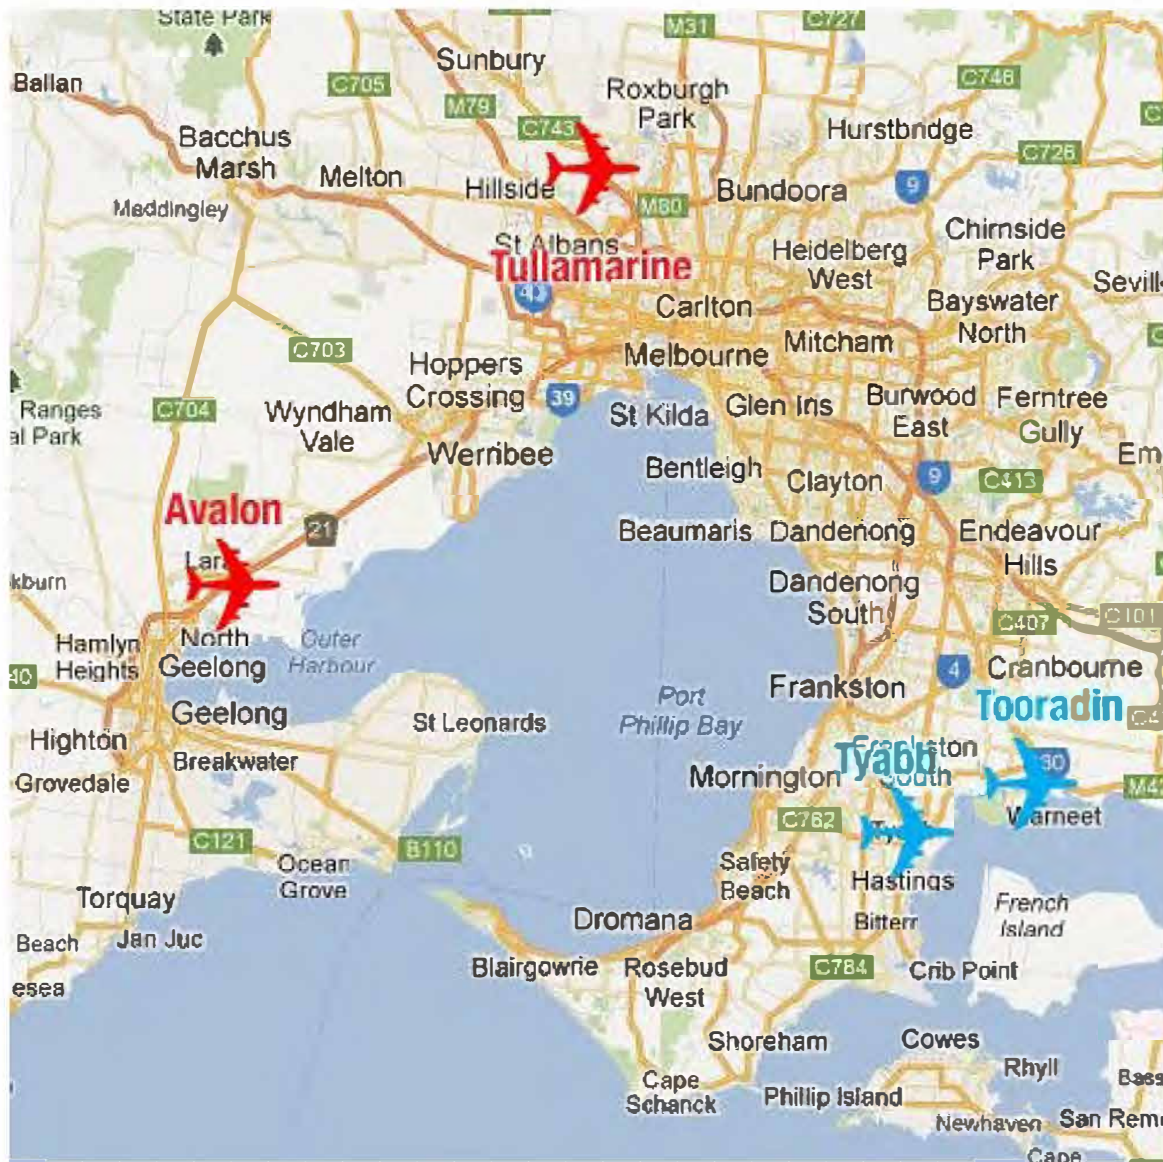 State Park
M31
C727
Sunbury
Ballan
C705
C746
Roxburgh
Park
M79
C743
Hurstbridge
Bacchus
Marsh
C726
Melton
Hillside
Bundoora
9
M80
Maddingley
Chirnside
Park
St Albans
Tullamarine
Heidelberg
West
Carlton
Bayswater
North
C703
Mitcham
Melbourne
Hoppers
Crossing
39
Ranges
al Park
C704
Wyndham
Vale
St Kilda
Glen Iris
Burwood
East
Ferntree
Gully
Em
Werribee
Bentleigh
Clayton
9
C413
Avalon
21
Beaumaris
Dandenong
Endeavour
Hills
Lara
kburn
Dandenong
South
C407
C101
Hamlyn
Heights
North
Geelong
Outer
Harbour
40
Cranbourne
4
Frankston
Port
Phillip Bay
Tooradin
Geelong
St Leonards
Highton
Breakwater
Frankston
South
Tyabb
Mornington
Grovedale
Warneet
C782
C121
B110
Ocean
Grove
Safety
Beach
Hastings
Torquay
French
Island
Dromana
Bittern
Beach
Jan Juc
Blairgowrie
Rosebud
West
C784
Crib Point
esea
Shoreham
Cowes
Rhyll
Cape
Schanck
Phillip Island
Bass
Newhaven
San Remo
Cape